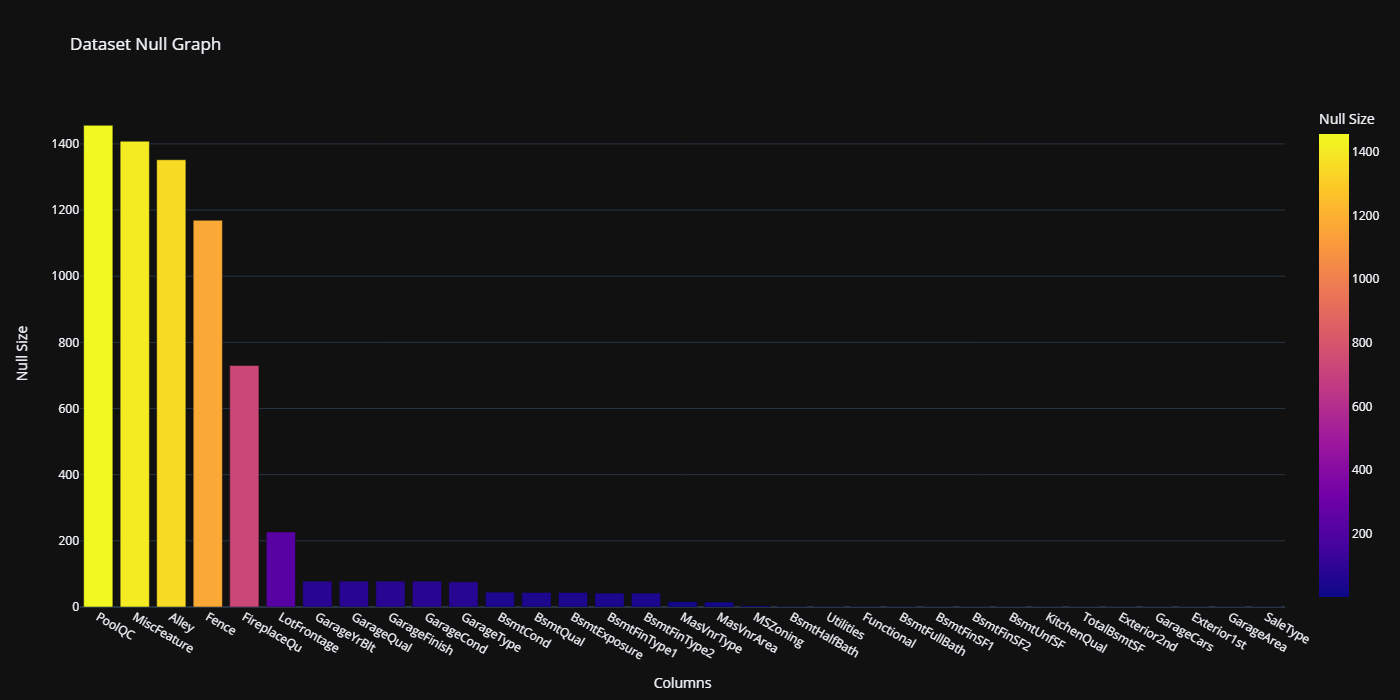 Dataset Null Graph
Null Size
1400
1200
1000
800
600
400
200
0
Null Size
1400
1200
1000
800
600
400
200
PoolQC
MiscFeature
Alley
Fence
FireplaceQu
LotFrontage
GarageYrBlt
GarageQual
GarageFinish
GarageCond
GarageType
BsmtCond
BsmtQual
BsmtExposure
BsmtFinType1
BsmtFinType2
MasVnrType
MasVnrArea
MSZoning
BsmtHalfBath
Utilities
Functional
BsmtFullBath
BsmtFinSF1
BsmtFinSF2
BsmtUnfSF
KitchenQual
TotalBsmtSF
Exterior2nd
GarageCars
Exterior1st
GarageArea
SaleType
Columns